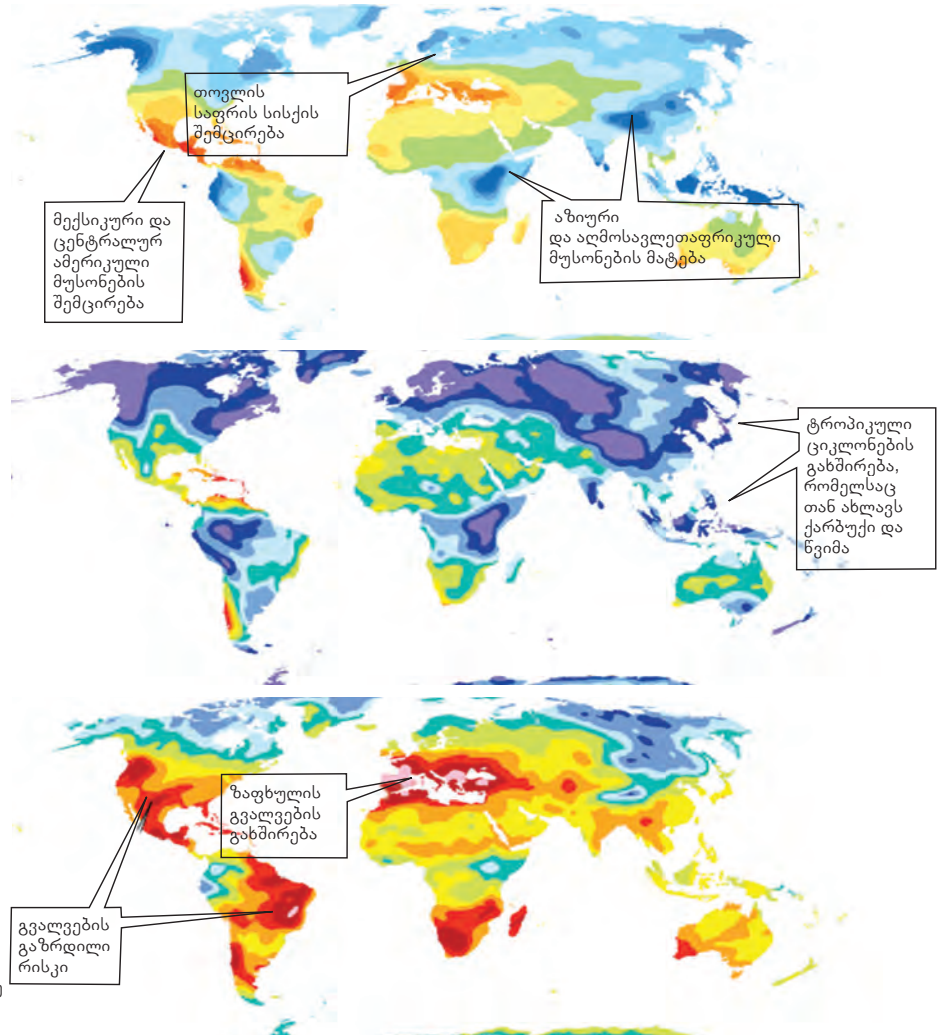 თოვლის
საფრის სისქის
შემცირება
მექსიკური და
ცენტრალურ
ამერიკული
მუსონების
შემცირება
აზიური
და აღმოსავლეთაფრიკული
მუსონების მატება
ტროპიკული
ციკლონების
გახშირება,
რომელსაც
თან ახლავს
ქარბუქი და
წვიმა
ზაფხულის
გვალვების
გახშირება
გვალვების
გაზრდილი
რისკი